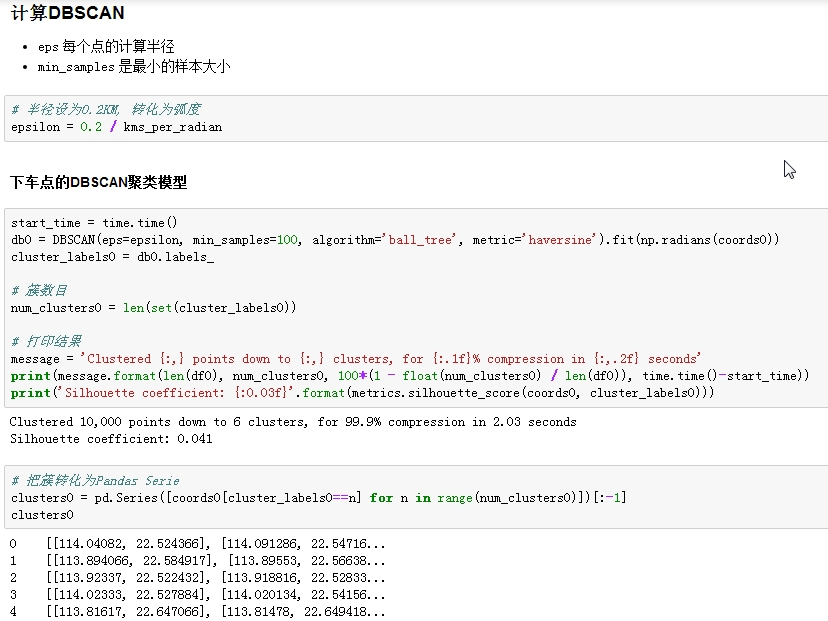 计算DBSCAN
eps 每个点的计算半径
min_samples 是最小的样本大小
# 半径设为0.2KM, 转化为弧度
epsilon = 0.2 / kms_per_radian
下车点的DBSCAN聚类模型
start_time = time.time()
db0 = DBSCAN(eps=epsilon, min_samples=100, algorithm='ball_tree', metric='haversine').fit(np.radians(coords0))
cluster_labels0 = db0.labels_
# 簇数目
num_clusters0 = len(set(cluster_labels0))
# 打印结果
message = 'Clustered {:,} points down to {:,} clusters, for {:.1f}% compression in {:,.2f} seconds'
print(message.format(len(df0), num_clusters0, 100*(1 - float(num_clusters0) / len(df0)), time.time()-start_time))
print('Silhouette coefficient: {:0.03f}'.format(metrics.silhouette_score(coords0, cluster_labels0)))
Clustered 10,000 points down to 6 clusters, for 99.9% compression in 2.03 seconds
Silhouette coefficient: 0.041
# 把簇转化为Pandas Serie
clusters0 = pd.Series([coords0[cluster_labels0==n] for n in range(num_clusters0)])[:-1]
clusters0
0 [[114.04082, 22.524366], [114.091286, 22.54716...
1 [[113.894066, 22.584917], [113.89553, 22.56638...
2 [[113.92337, 22.522432], [113.918816, 22.52833...
3 [[114.02333, 22.527884], [114.020134, 22.54156...
4 [[113.81617, 22.647066], [113.81478, 22.649418...